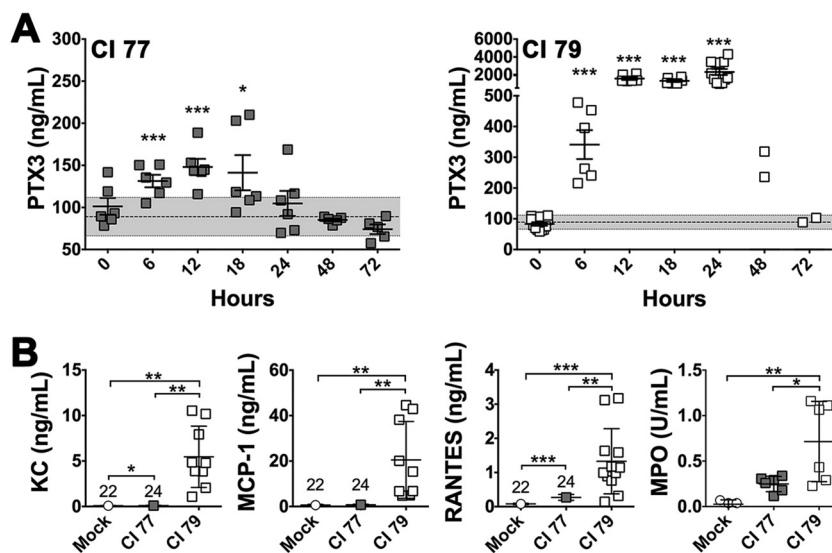 A
CI 77
300
250
200
150
100
50
PTX3 (ng/mL)
***
***
*
0 6 12 18 24 48 72
Hours
CI 79
6000
4000
2000
500
400
300
200
100
0
PTX3 (ng/mL)
***
***
***
***
0 6 12 18 24 48 72
Hours
B
KC (ng/mL)
15
10
5
0
**
**
*
22 24
Mock CI 77 CI 79
MCP-1 (ng/mL)
60
40
20
0
**
**
22 24
Mock CI 77 CI 79
RANTES (ng/mL)
4
3
2
1
0
***
**
***
22 24
Mock CI 77 CI 79
MPO (U/mL)
1.5
1.0
0.5
0.0
**
*
Mock CI 77 CI 79